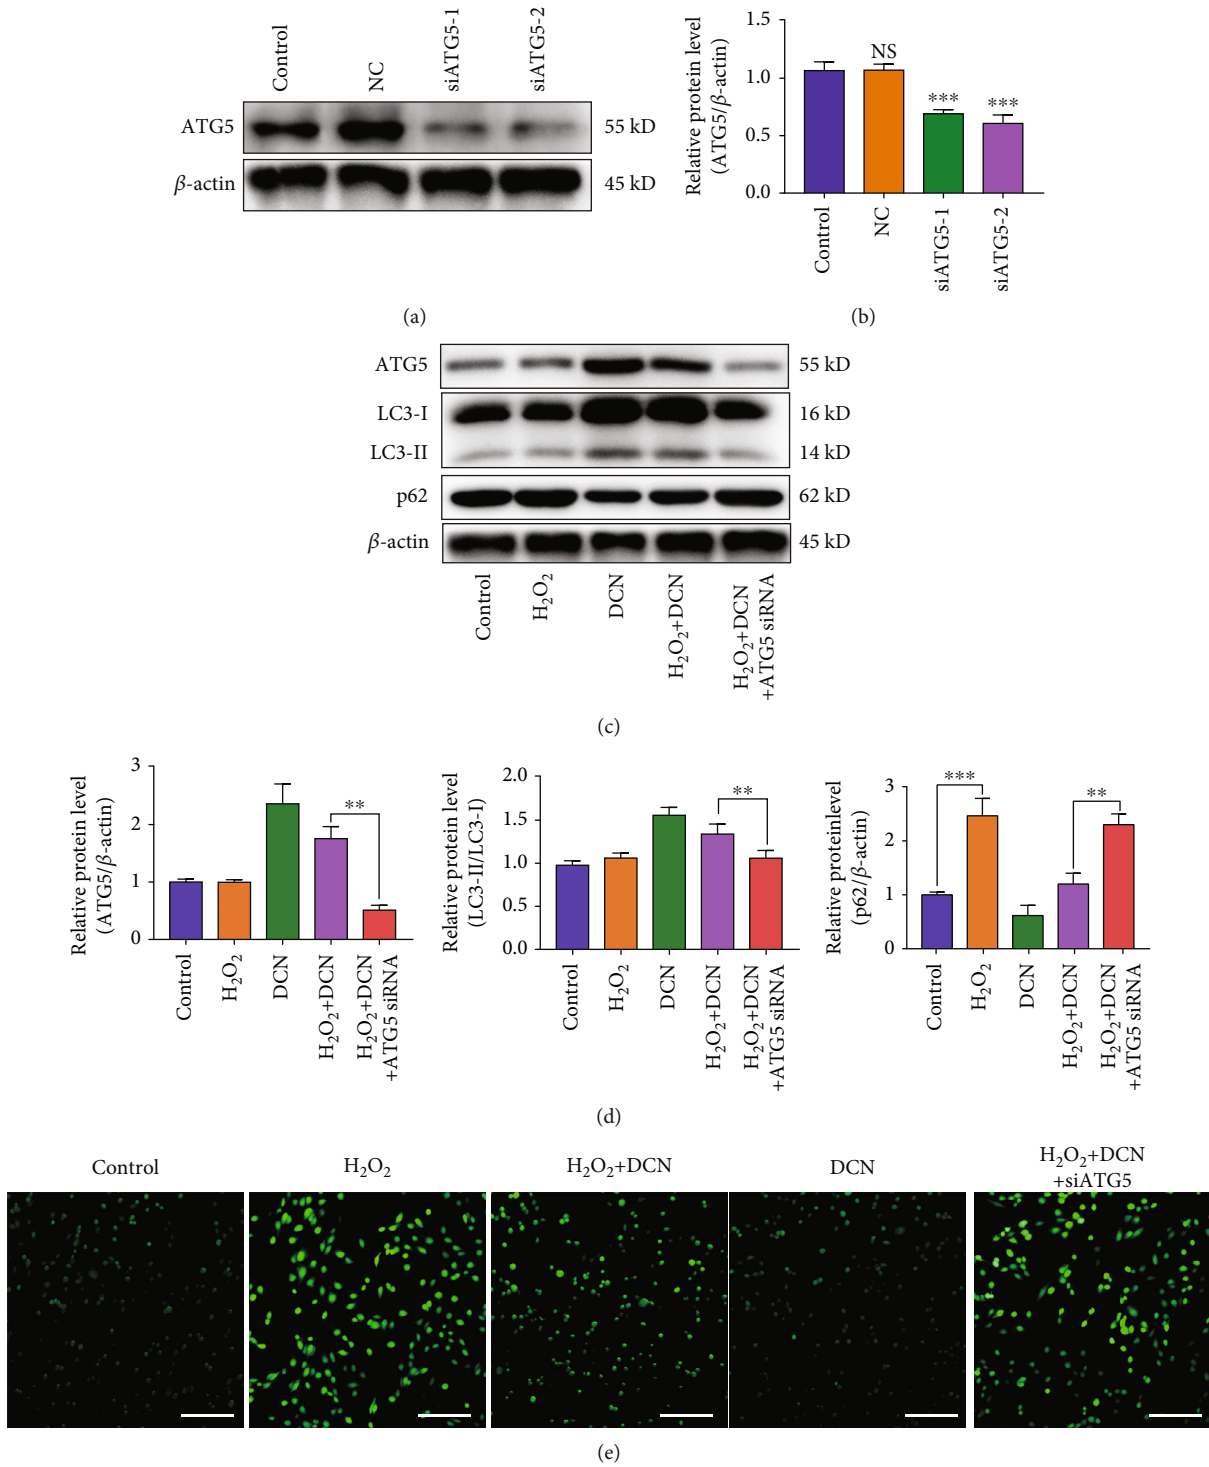 Control
NC
siATG5-1
siATG5-2
ATG5
55 kD
β-actin
45 kD
(a)
Relative protein level
(ATG5/β-actin)
1.5
1.0
0.5
0.0
NS
***
***
Control
NC
siATG5-1
siATG5-2
(b)
ATG5
55 kD
LC3-I
16 kD
LC3-II
14 kD
p62
62 kD
β-actin
45 kD
Control
H₂O₂
DCN
H₂O₂+DCN
H₂O₂+DCN
+ATG5 siRNA
(c)
Relative protein level
(ATG5/β-actin)
3
2
1
0
**
Control
H₂O₂
DCN
H₂O₂+DCN
H₂O₂+DCN
+ATG5 siRNA
Relative protein level
(LC3-II/LC3-I)
2.0
1.5
1.0
0.5
0.0
**
Control
H₂O₂
DCN
H₂O₂+DCN
H₂O₂+DCN
+ATG5 siRNA
Relative proteinlevel
(p62/β-actin)
3
2
1
0
***
**
Control
H₂O₂
DCN
H₂O₂+DCN
H₂O₂+DCN
+ATG5 siRNA
(d)
Control
H₂O₂
H₂O₂+DCN
DCN
H₂O₂+DCN
+siATG5
(e)